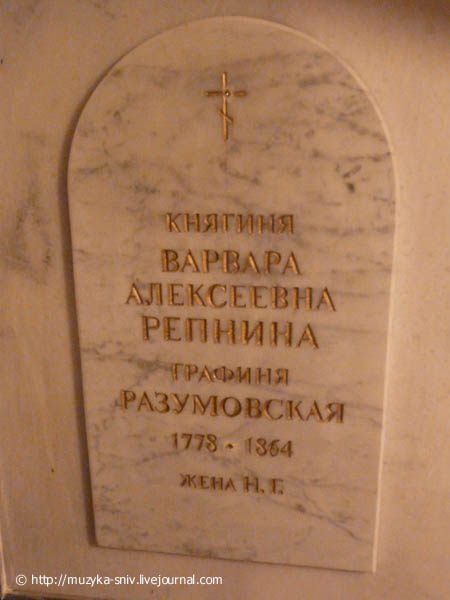 КНЯГИНЯ
ВАРВАРА
АЛЕКСЕЕВНА
РЕПНИНА
ГРАФИНЯ
РАЗУМОВСКАЯ
1778 · 1864
ЖЕНА Н. Г.
© http://muzyka-sniv.livejournal.com